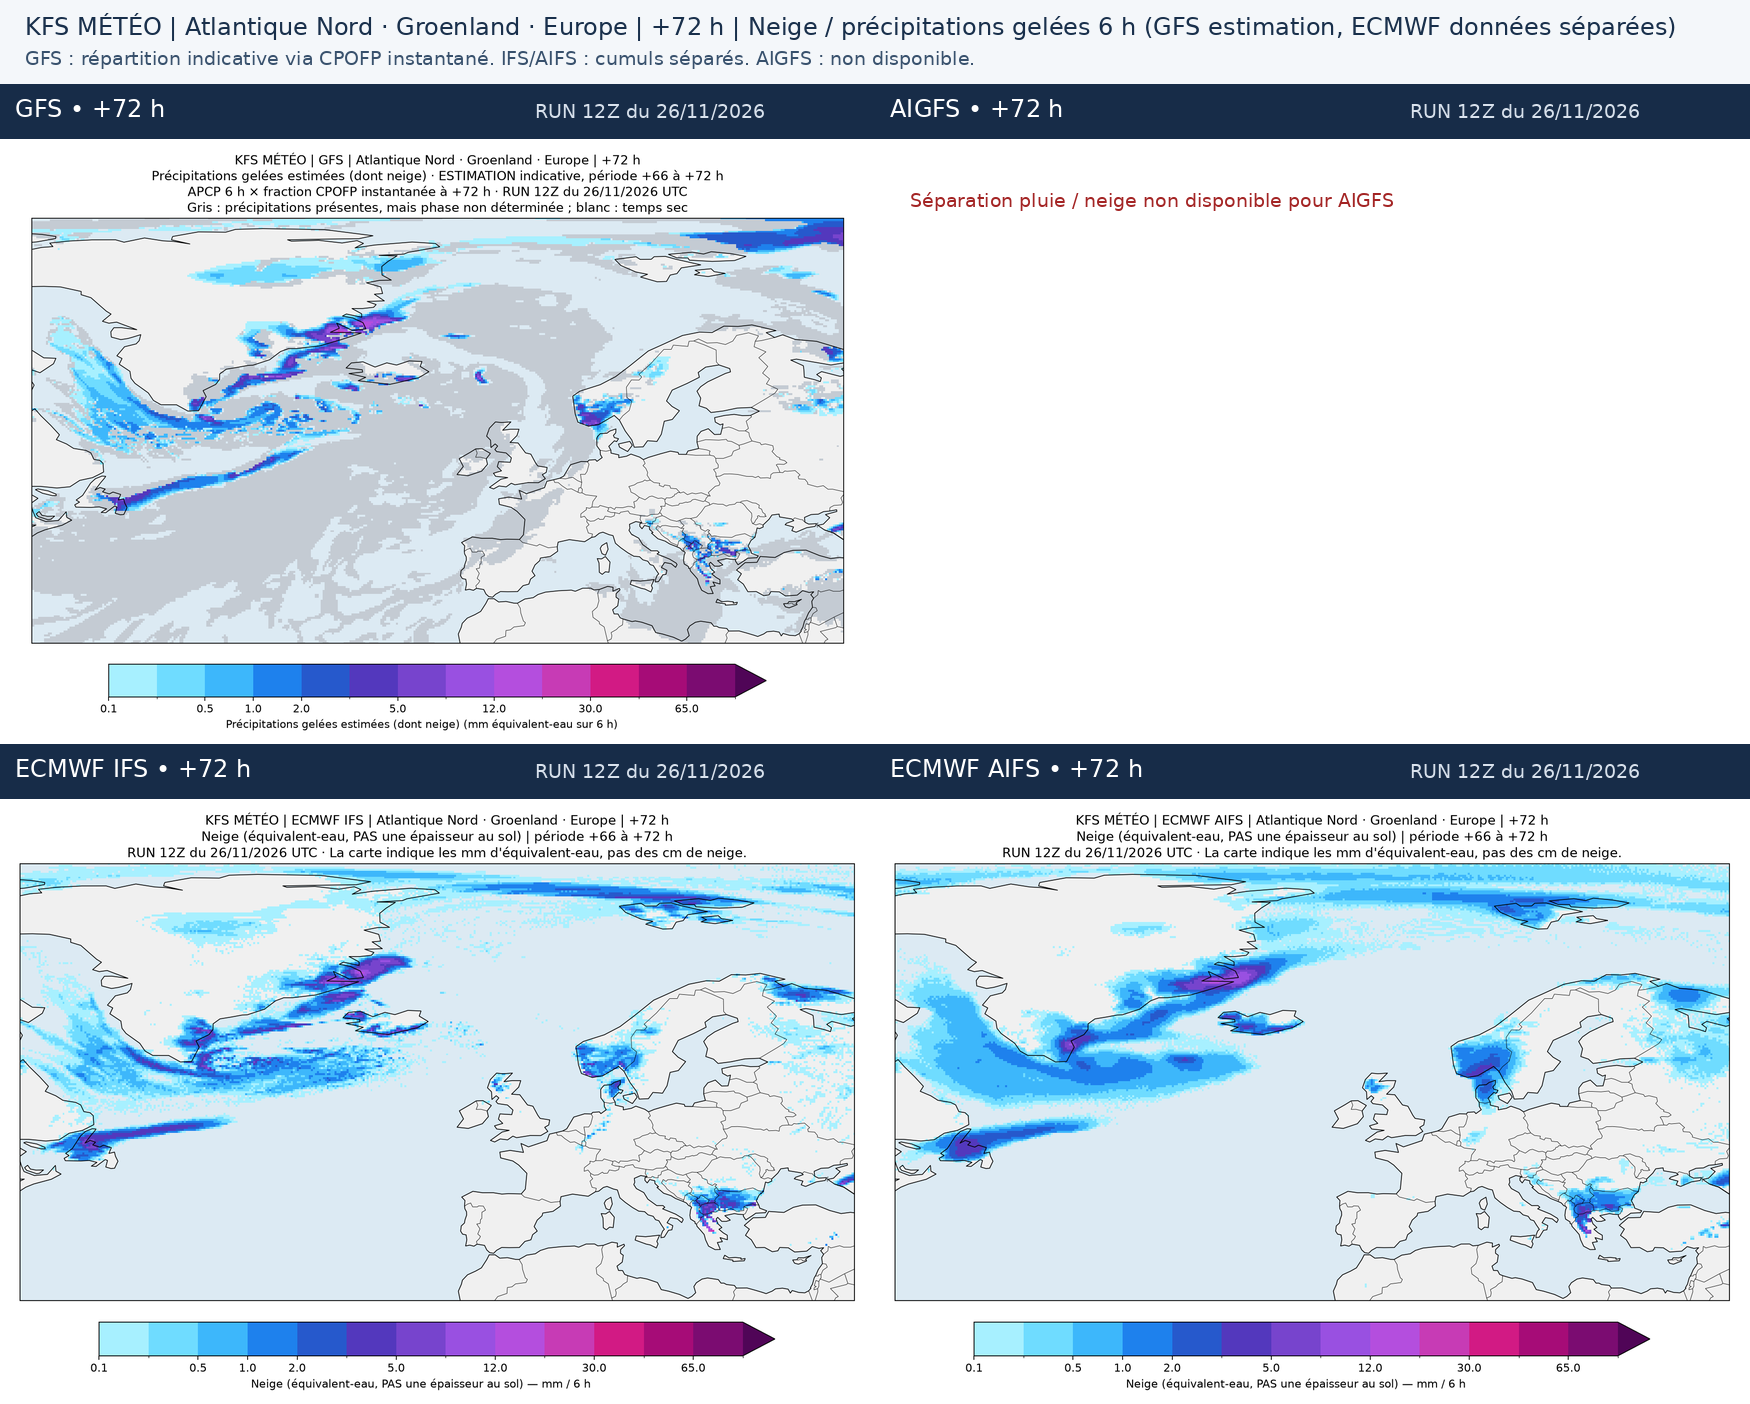 KFS MÉTÉO | Atlantique Nord · Groenland · Europe | +72 h | Neige / précipitations gelées 6 h (GFS estimation, ECMWF données séparées)
GFS : répartition indicative via CPOFP instantané. IFS/AIFS : cumuls séparés. AIGFS : non disponible.
GFS • +72 h
RUN 12Z du 26/11/2026
AIGFS • +72 h
RUN 12Z du 26/11/2026
KFS MÉTÉO | GFS | Atlantique Nord · Groenland · Europe | +72 h
Précipitations gelées estimées (dont neige) · ESTIMATION indicative, période +66 à +72 h
APCP 6 h × fraction CPOFP instantanée à +72 h · RUN 12Z du 26/11/2026 UTC
Gris : précipitations présentes, mais phase non déterminée ; blanc : temps sec
Séparation pluie / neige non disponible pour AIGFS
0.1 0.5 1.0 2.0 5.0 12.0 30.0 65.0
Précipitations gelées estimées (dont neige) (mm équivalent-eau sur 6 h)
ECMWF IFS • +72 h
RUN 12Z du 26/11/2026
ECMWF AIFS • +72 h
RUN 12Z du 26/11/2026
KFS MÉTÉO | ECMWF IFS | Atlantique Nord · Groenland · Europe | +72 h
Neige (équivalent-eau, PAS une épaisseur au sol) | période +66 à +72 h
RUN 12Z du 26/11/2026 UTC · La carte indique les mm d'équivalent-eau, pas des cm de neige.
0.1 0.5 1.0 2.0 5.0 12.0 30.0 65.0
Neige (équivalent-eau, PAS une épaisseur au sol) — mm / 6 h
KFS MÉTÉO | ECMWF AIFS | Atlantique Nord · Groenland · Europe | +72 h
Neige (équivalent-eau, PAS une épaisseur au sol) | période +66 à +72 h
RUN 12Z du 26/11/2026 UTC · La carte indique les mm d'équivalent-eau, pas des cm de neige.
0.1 0.5 1.0 2.0 5.0 12.0 30.0 65.0
Neige (équivalent-eau, PAS une épaisseur au sol) — mm / 6 h